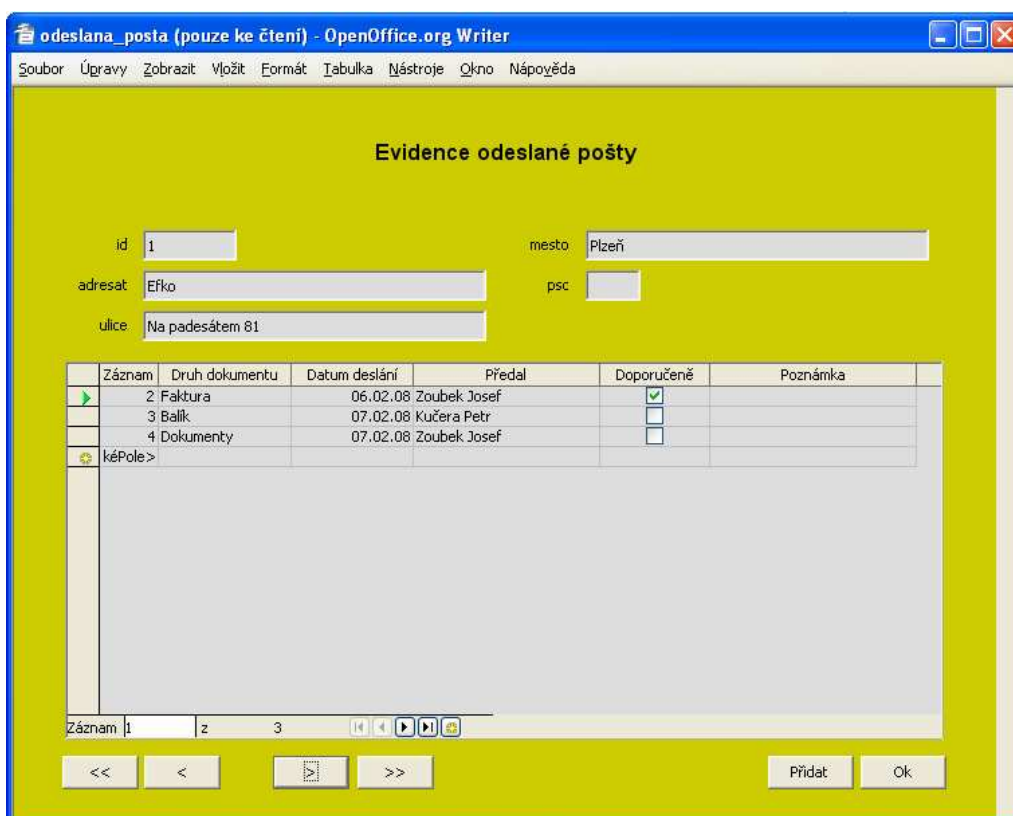 odeslana_posta (pouze ke čtení) - OpenOffice.org Writer
Soubor Úpravy Zobrazit Vložit Formát Tabulka Nástroje Okno Nápověda
Evidence odeslané pošty
id 1 mesto Plzeň
adresat Efko psc
ulice Na padesátém 81
Záznam Druh dokumentu Datum deslání Předal Doporučeně Poznámka
2 Faktura 06.02.08 Zoubek Josef
3 Balík 07.02.08 Kučera Petr
4 Dokumenty 07.02.08 Zoubek Josef
kéPole>
Záznam 1 z 3
<< < > >> Přidat Ok